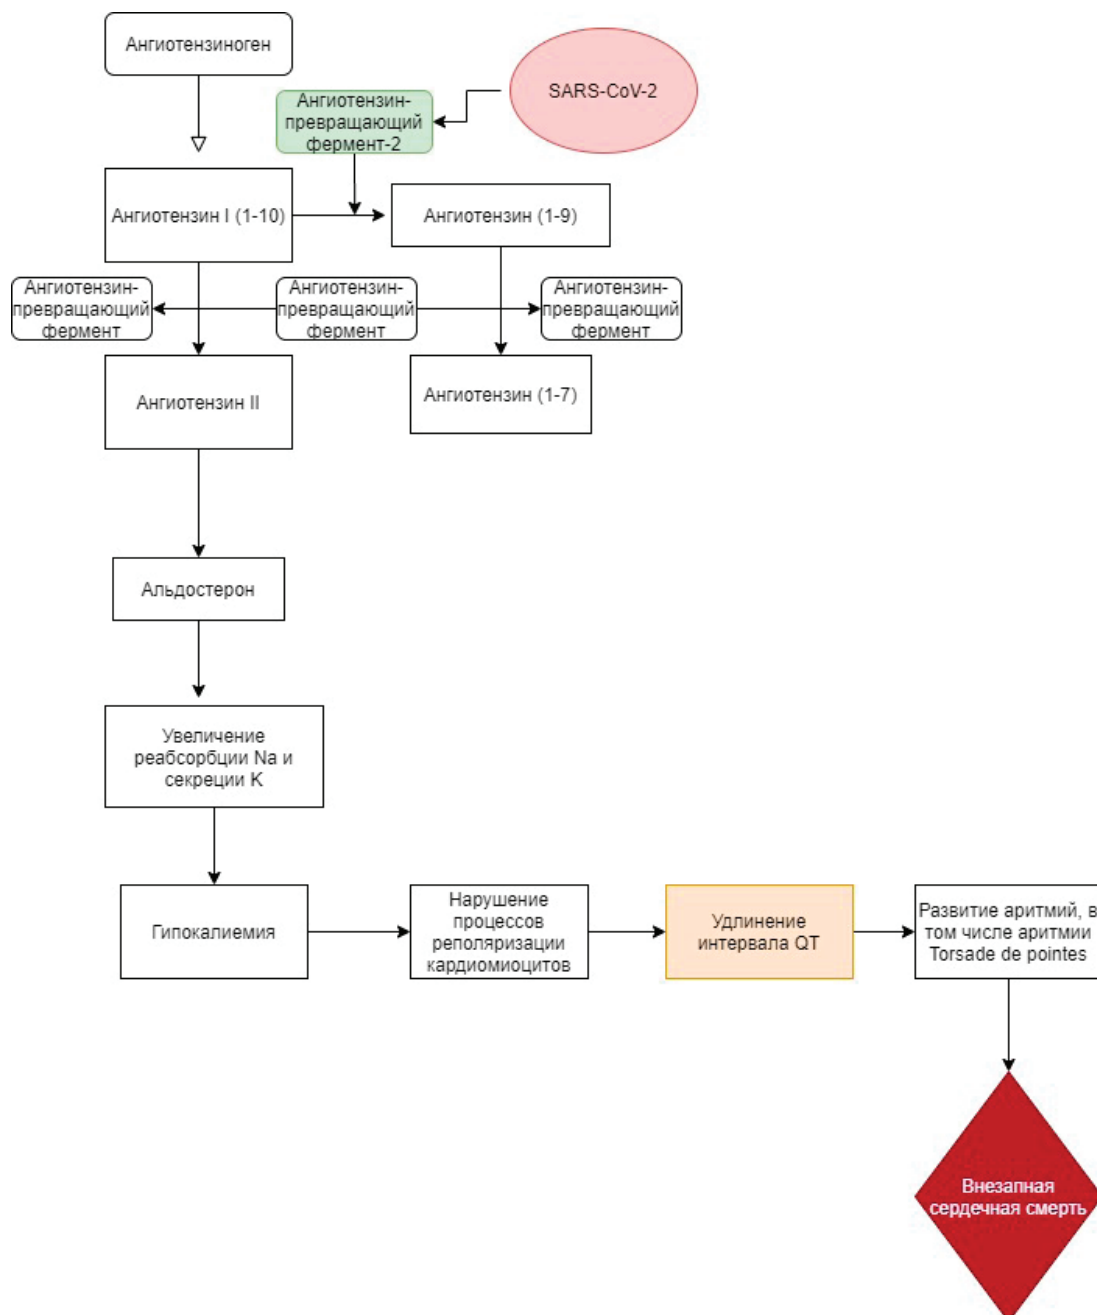 Ангиотензиноген
SARS-CoV-2
Ангиотензин-
превращающий
фермент-2
Ангиотензин I (1-10)
Ангиотензин (1-9)
Ангиотензин-
превращающий
фермент
Ангиотензин-
превращающий
фермент
Ангиотензин-
превращающий
фермент
Ангиотензин II
Ангиотензин (1-7)
Альдостерон
Увеличение
реабсорбции Na и
секреции K
Гипокалиемия
Нарушение
процессов
реполяризации
кардиомиоцитов
Удлинение
интервала QT
Развитие аритмий, в
том числе аритмии
Torsade de pointes
Внезапная
сердечная смерть